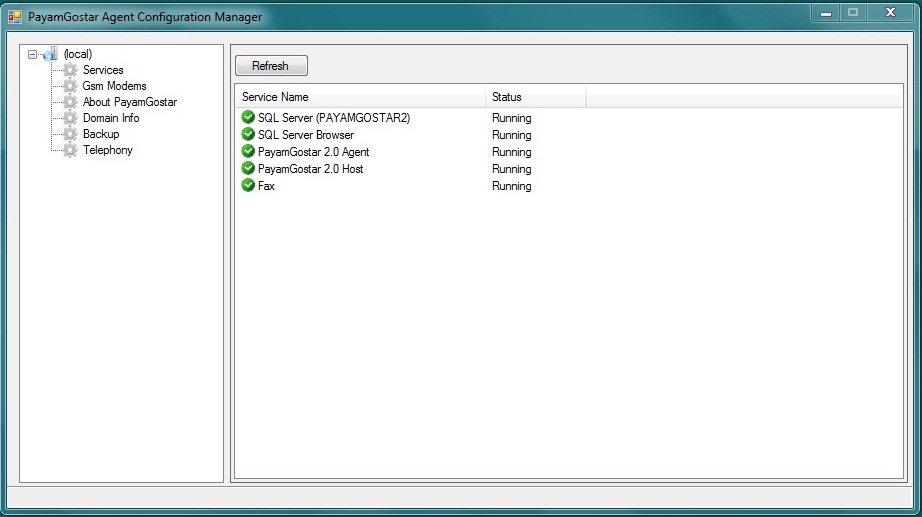 PayamGostar Agent Configuration Manager
(local)
Services
Gsm Modems
About PayamGostar
Domain Info
Backup
Telephony
Refresh
Service Name Status
SQL Server (PAYAMGOSTAR2) Running
SQL Server Browser Running
PayamGostar 2.0 Agent Running
PayamGostar 2.0 Host Running
Fax Running